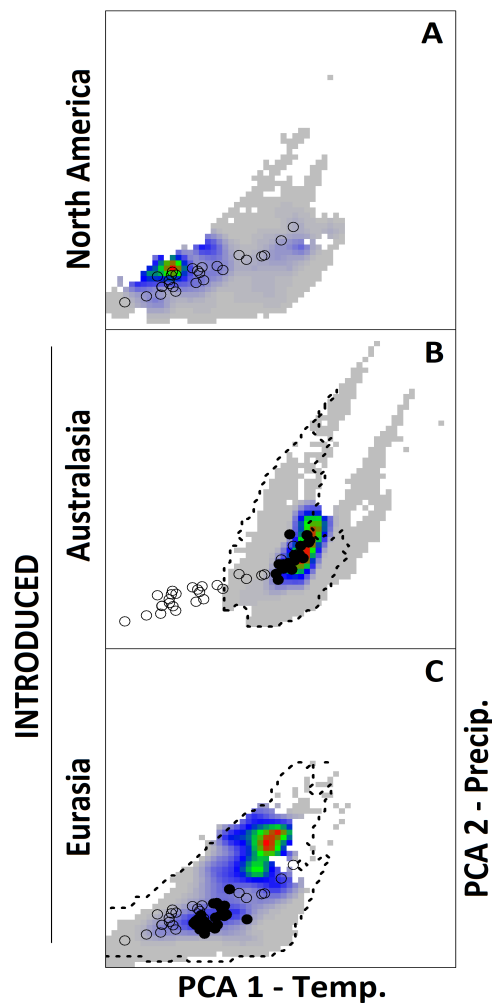 A
North America
B
INTRODUCED
Australasia
C
Eurasia
PCA 2 - Precip.
PCA 1 - Temp.